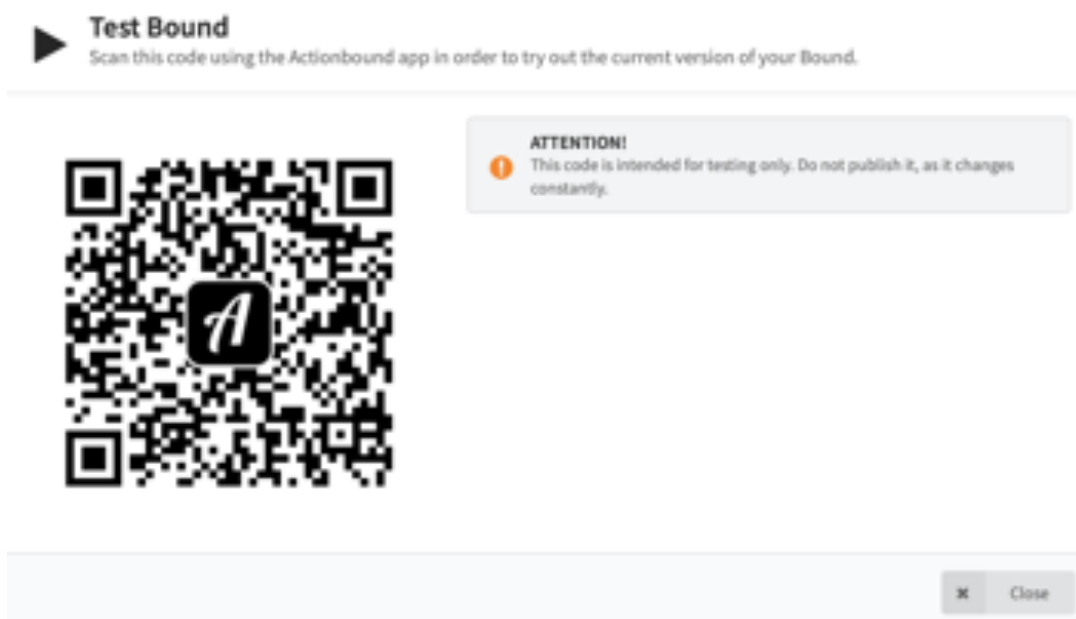 Test Bound
Scan this code using the Actionbound app in order to try out the current version of your Bound.
ATTENTION!
This code is intended for testing only. Do not publish it, as it changes
constantly.
A
Close